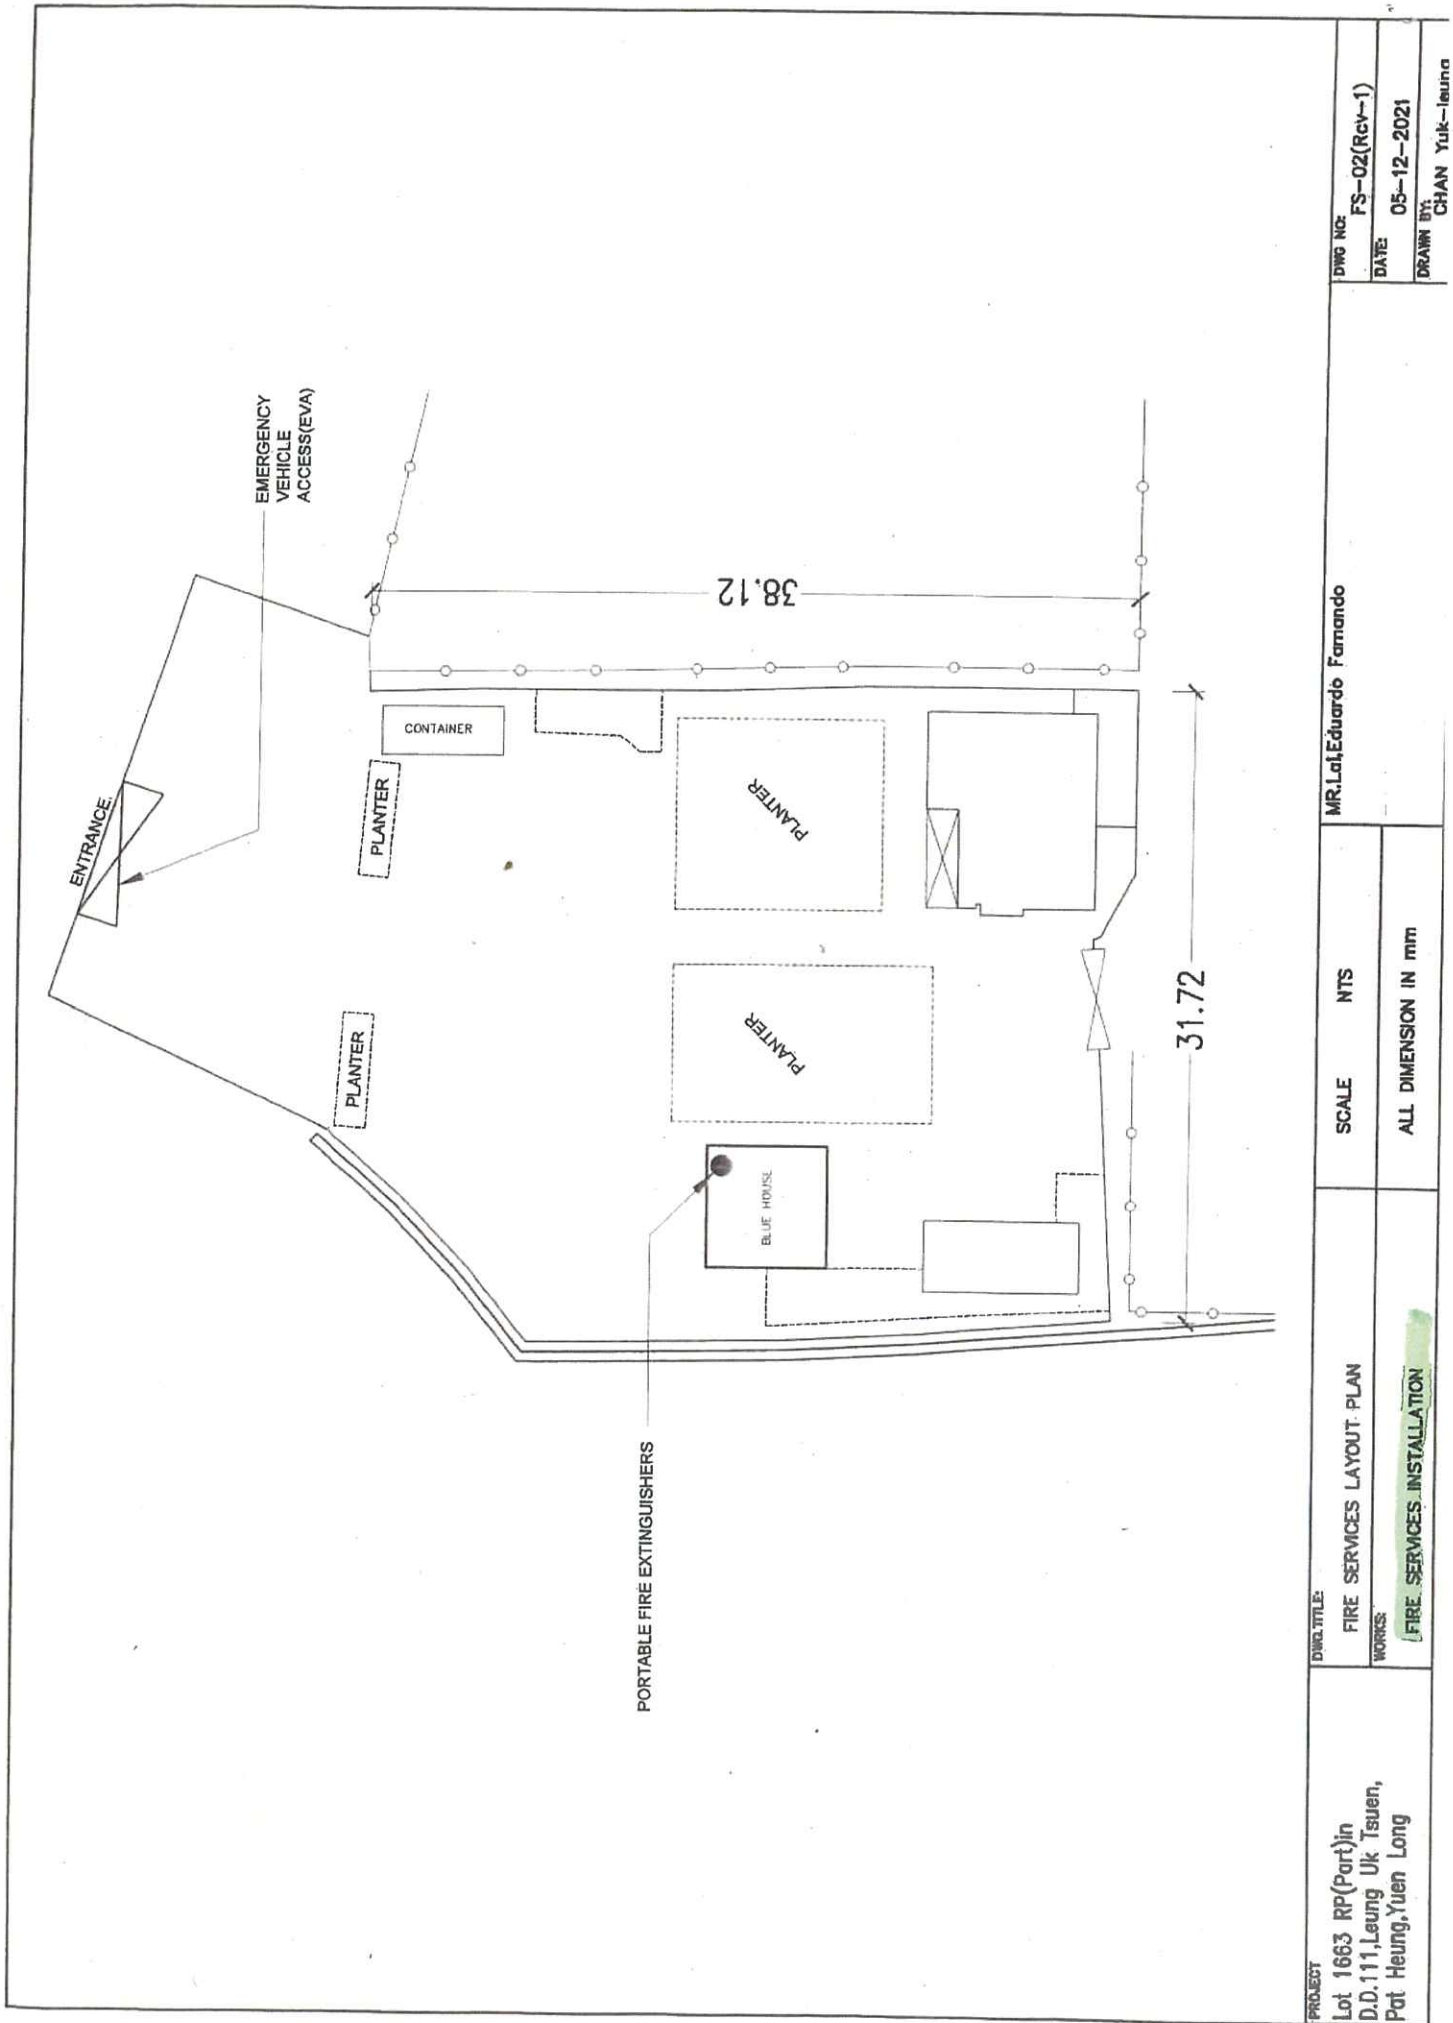 EMERGENCY
VEHICLE
ACCESS(EVA)
ENTRANCE
PLANTER
PLANTER
CONTAINER
38.12
PLANTER
PLANTER
BLUE HOUSE
31.72
PORTABLE FIRE EXTINGUISHERS
PROJECT
Lot 1663 RP(Part)in
D.D.111,Leung Uk Tsuen,
Pat Heung,Yuen Long
DWG.TITLE:
FIRE SERVICES LAYOUT PLAN
WORKS:
FIRE SERVICES INSTALLATION
SCALE NTS
ALL DIMENSION IN mm
MR.Lai,Eduardo Fernando
DWG NO:
FS-02(Rev-1)
DATE:
05-12-2021
DRAWN BY:
CHAN Yuk-leung